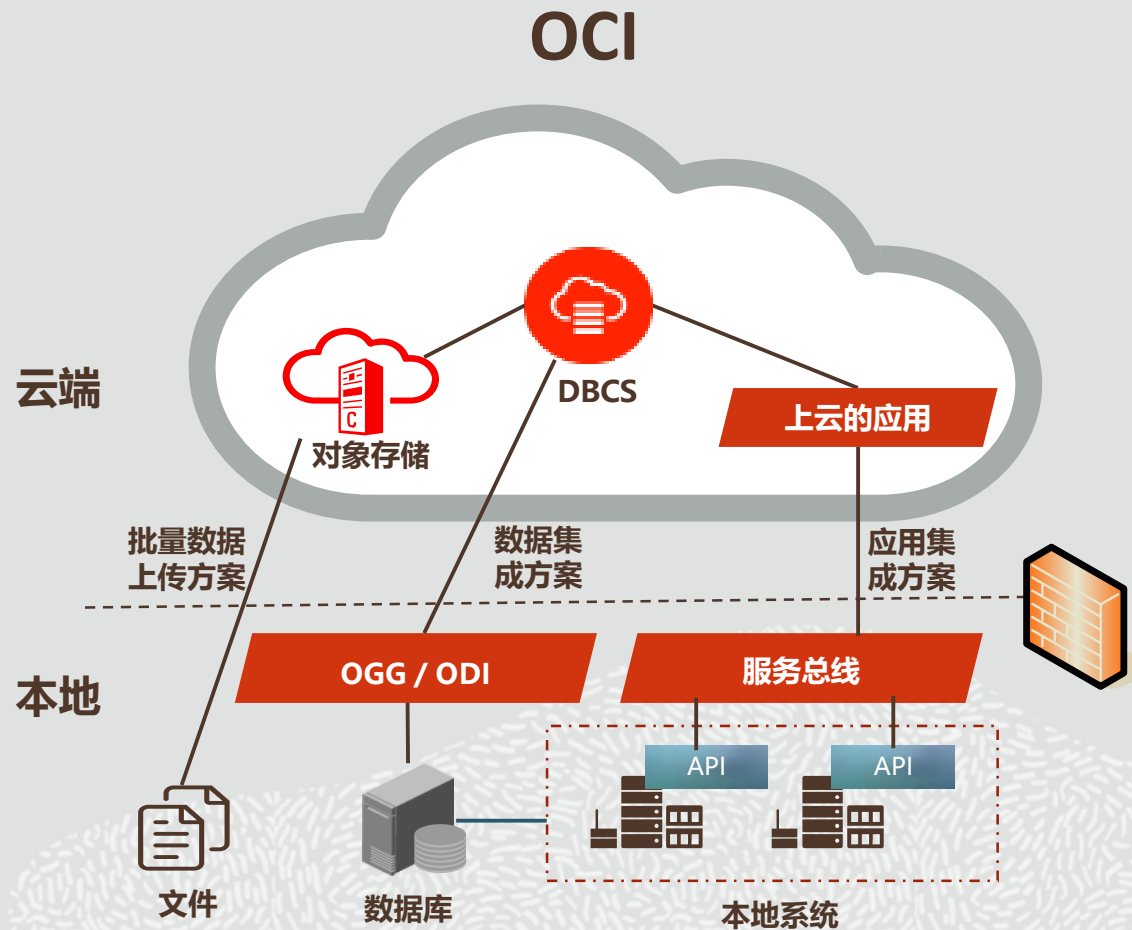 OCI
云端
DBCS
上云的应用
对象存储
批量数据
上传方案
数据集
成方案
应用集
成方案
本地
OGG / ODI
服务总线
API
API
C
文件
数据库
本地系统